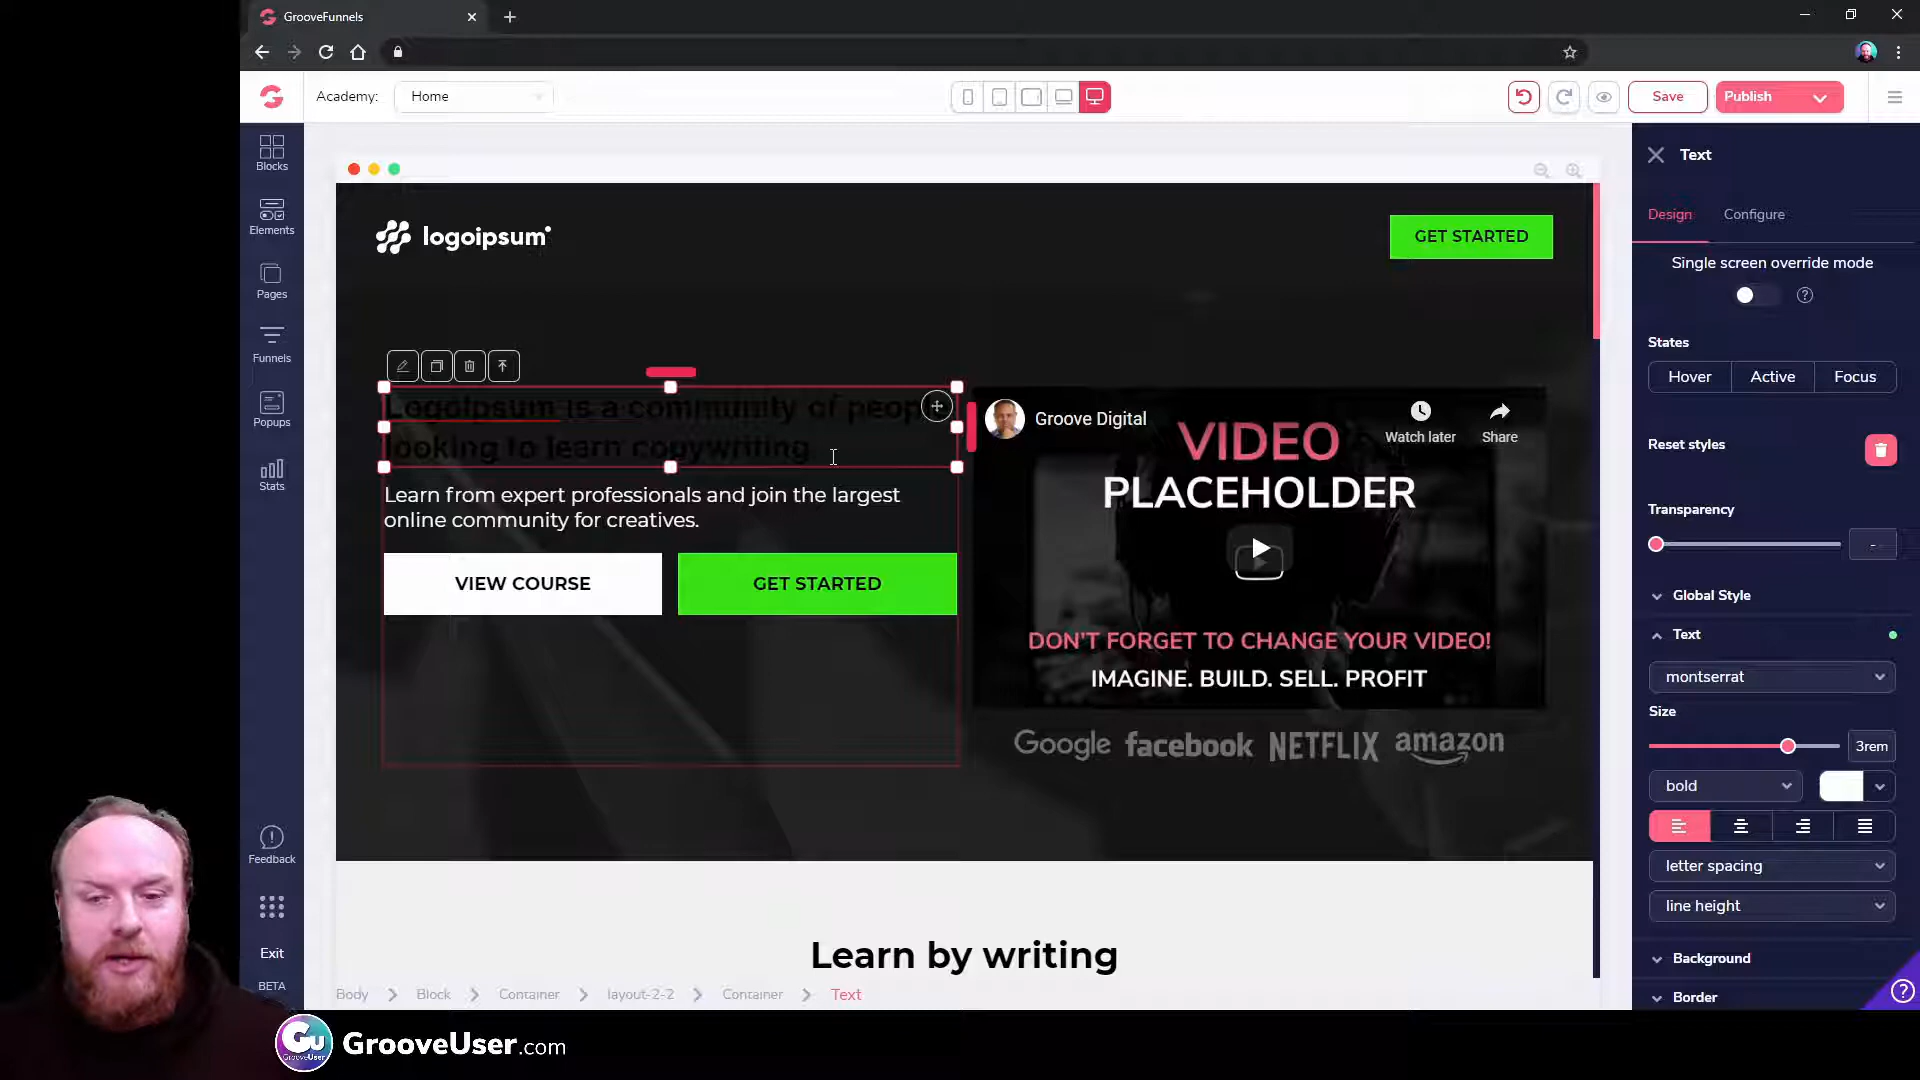 GrooveFunnels
Academy: Home
Save
Publish
Blocks
Elements
Pages
Funnels
Popups
Stats
Feedback
Exit
BETA
logoipsum
GET STARTED
Logoipsum is a community of peop
looking to learn copywriting
Learn from expert professionals and join the largest
online community for creatives.
VIEW COURSE
GET STARTED
Groove Digital
Watch later
Share
VIDEO
PLACEHOLDER
DON'T FORGET TO CHANGE YOUR VIDEO!
IMAGINE. BUILD. SELL. PROFIT
Google facebook NETFLIX amazon
Learn by writing
Body > Block > Container > layout-2-2 > Container > Text
Text
Design
Configure
Single screen override mode
?
States
Hover
Active
Focus
Reset styles
Transparency
-
Global Style
Text
montserrat
Size
3rem
bold
letter spacing
line height
Background
Border
?
Gu
GrooveUser
GrooveUser.com